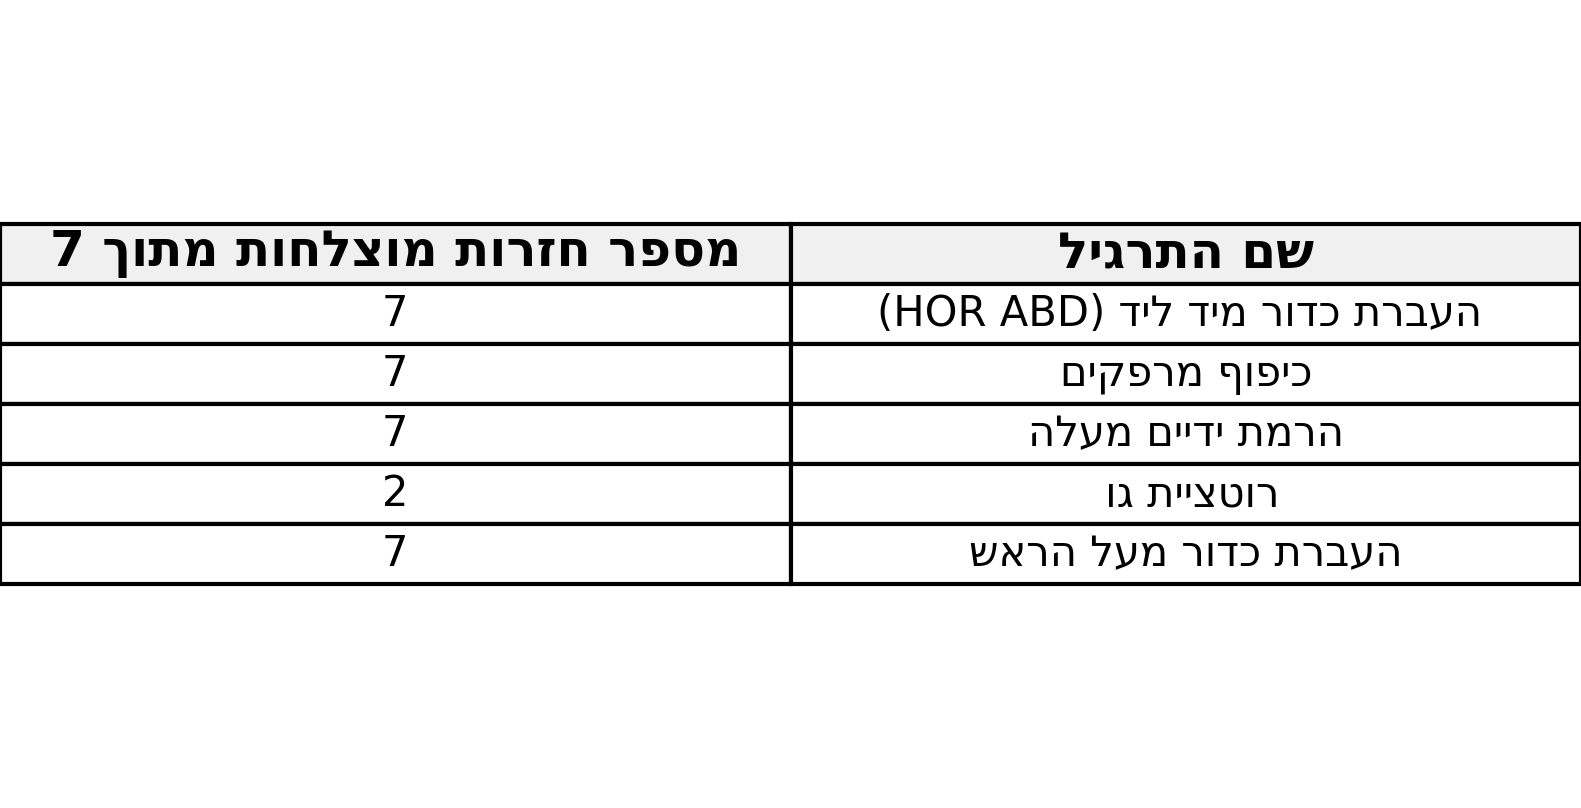 שם התרגיל מספר חזרות מוצלחות מתוך 7
העברת כדור מיד ליד (HOR ABD) 7
כיפוף מרפקים 7
הרמת ידיים מעלה 7
רוטציית גו 2
העברת כדור מעל הראש 7